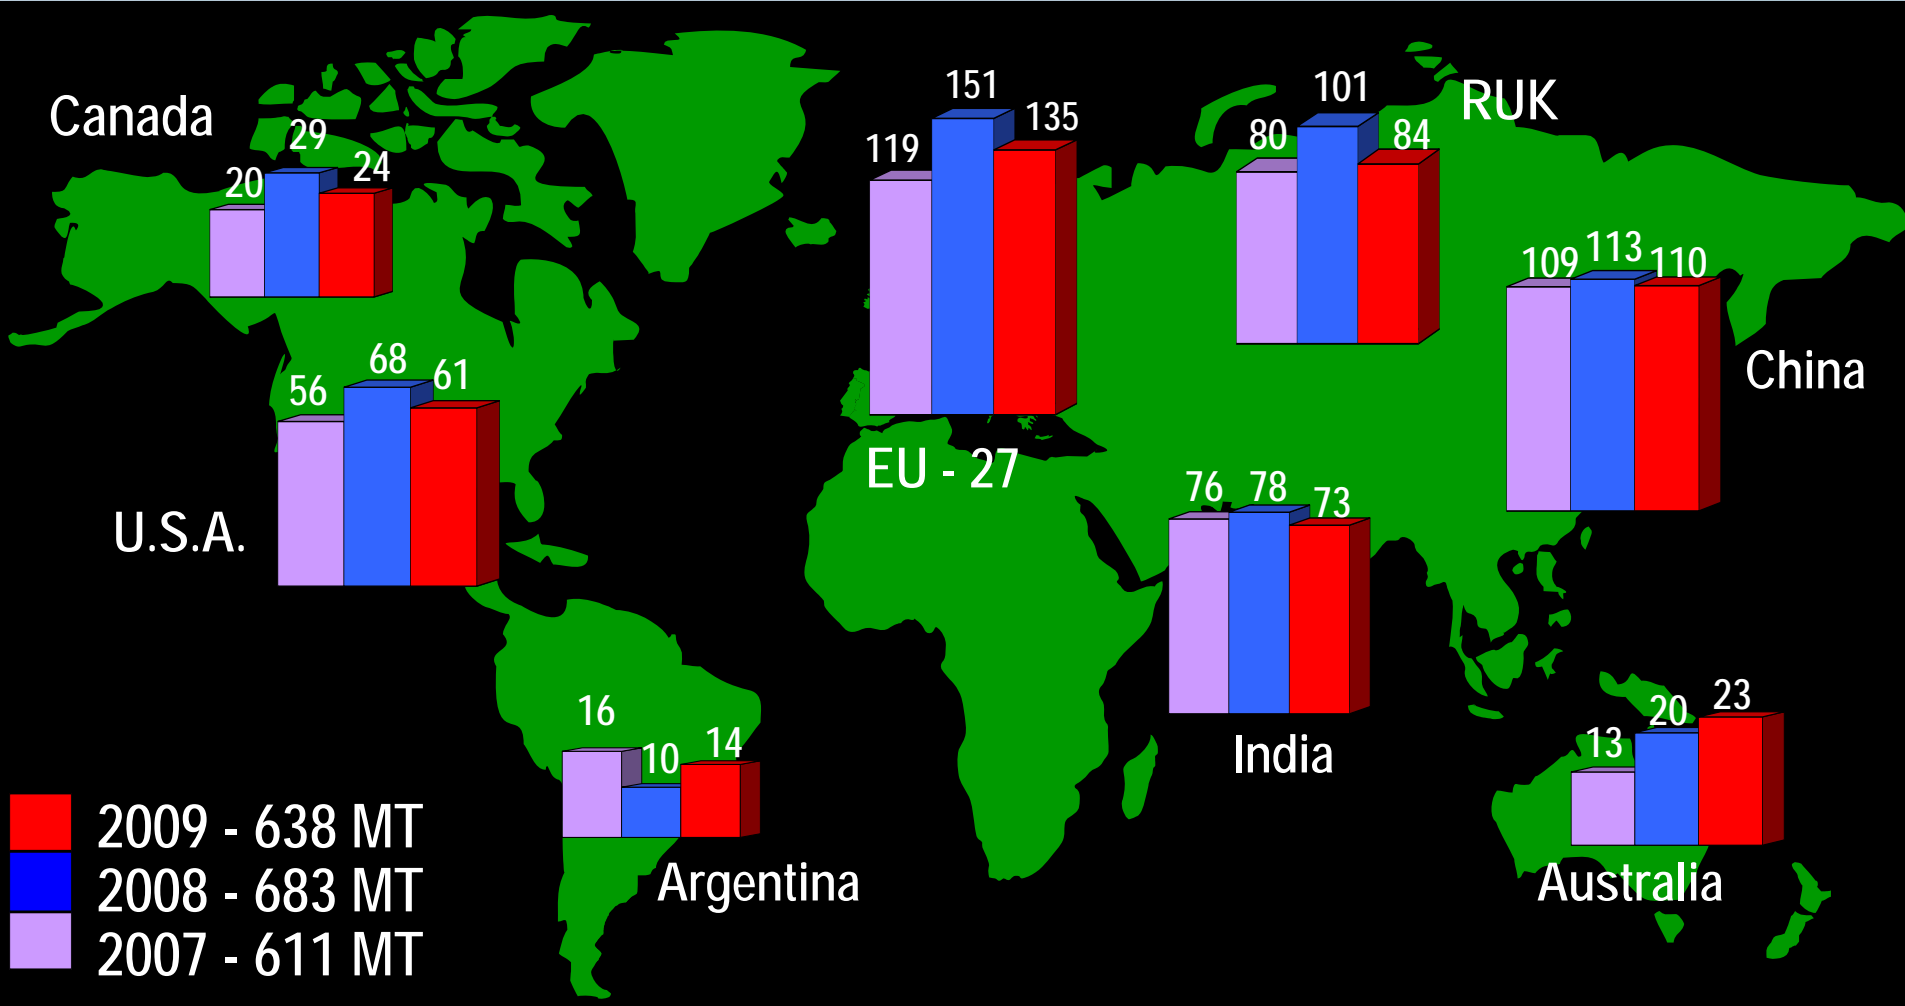 Canada
20
29
24
U.S.A.
56
68
61
119
151
135
EU - 27
80
101
84
RUK
109
113
110
China
76
78
73
India
16
10
14
Argentina
13
20
23
Australia
2009 - 638 MT
2008 - 683 MT
2007 - 611 MT